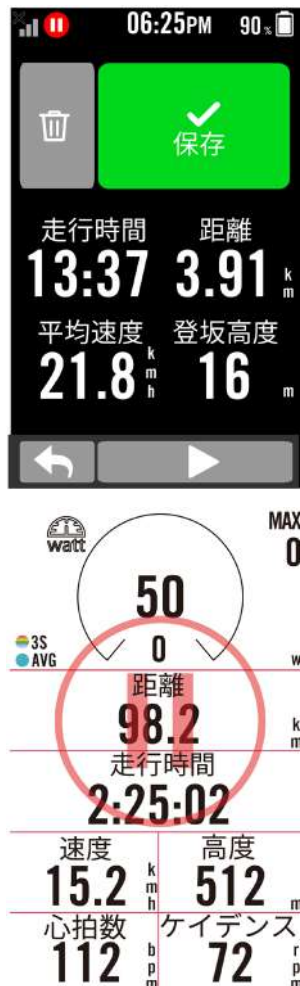 06:25PM 90%
保存
走行時間 距離
13:37 3.91 km
平均速度 登坂高度
21.8 kmh 16 m
watt MAX
0
50
3S
AVG 0 w
距離
98.2 km
走行時間
2:25:02
速度 高度
15.2 kmh 512 m
心拍数 ケイデンス
112 bpm 72 rpm